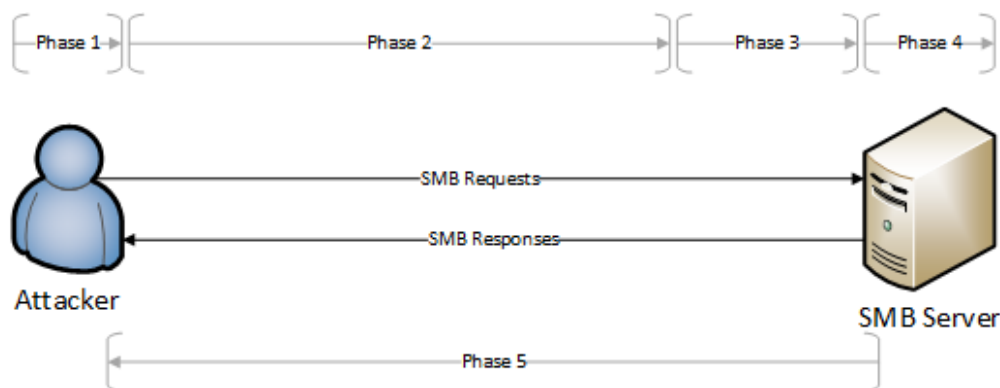 Phase 1
Phase 2
Phase 3
Phase 4
SMB Requests
SMB Responses
Attacker
SMB Server
Phase 5